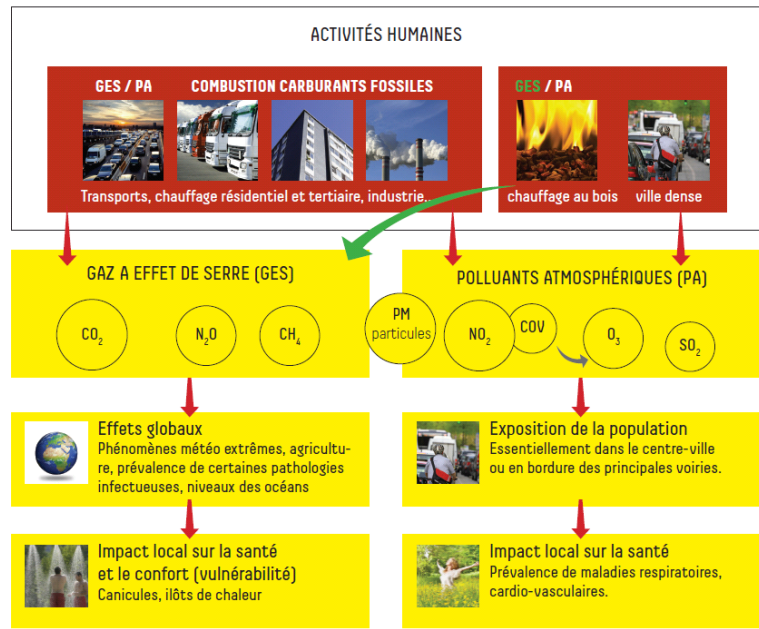 ACTIVITÉS HUMAINES
GES / PA
COMBUSTION CARBURANTS FOSSILES
Transports, chauffage résidentiel et tertiaire, industrie...
GES / PA
chauffage au bois
ville dense
GAZ A EFFET DE SERRE (GES)
CO₂
N₂O
CH₄
POLLUANTS ATMOSPHÉRIQUES (PA)
PM
particules
NO₂
COV
O₃
SO₂
Effets globaux
Phénomènes météo extrêmes, agricultu-
re, prévalence de certaines pathologies
infectueuses, niveaux des océans
Exposition de la population
Essentiellement dans le centre-ville
ou en bordure des principales voiries.
Impact local sur la santé
et le confort (vulnérabilité)
Canicules, ilôts de chaleur
Impact local sur la santé
Prévalence de maladies respiratoires,
cardio-vasculaires.